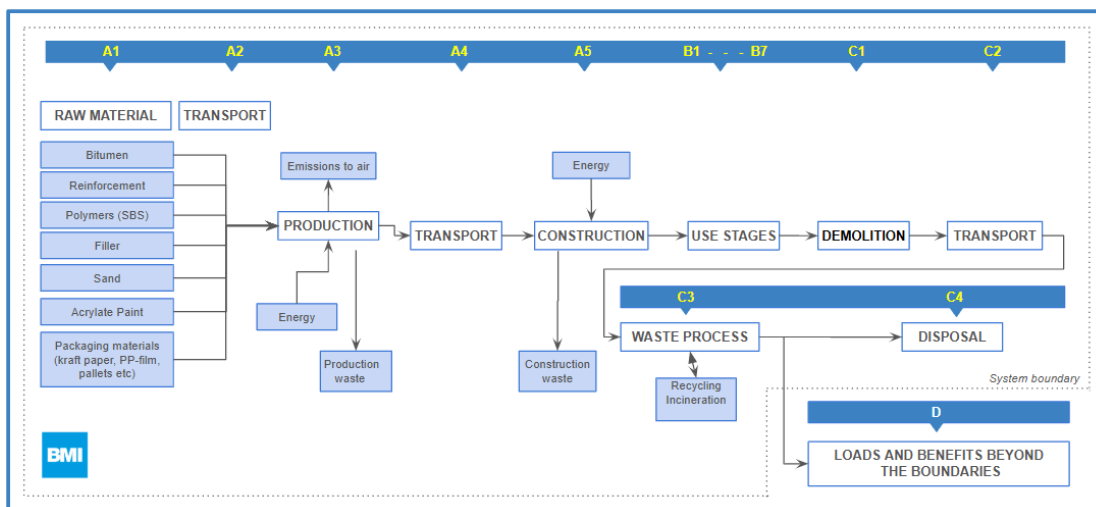 A1
A2
A3
A4
A5
B1 - - - B7
C1
C2
RAW MATERIAL
TRANSPORT
Bitumen
Reinforcement
Polymers (SBS)
Filler
Sand
Acrylate Paint
Packaging materials
(kraft paper, PP-film,
pallets etc)
Emissions to air
PRODUCTION
Energy
Production
waste
TRANSPORT
Energy
CONSTRUCTION
Construction
waste
USE STAGES
DEMOLITION
TRANSPORT
C3
C4
WASTE PROCESS
DISPOSAL
Recycling
Incineration
System boundary
D
LOADS AND BENEFITS BEYOND
THE BOUNDARIES
BMI